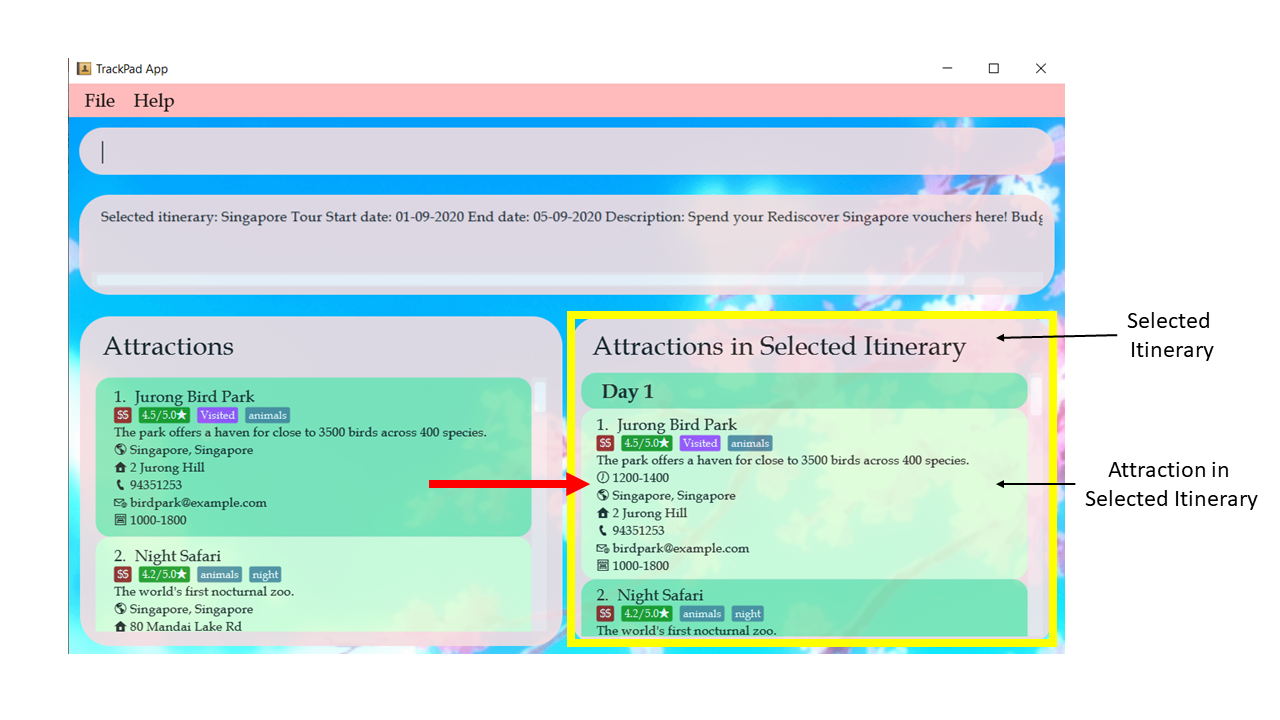 TrackPad App
File Help
Selected itinerary: Singapore Tour Start date: 01-09-2020 End date: 05-09-2020 Description: Spend your Rediscover Singapore vouchers here! Budg
Attractions
1. Jurong Bird Park
$$ 4.5/5.0★ Visited animals
The park offers a haven for close to 3500 birds across 400 species.
Singapore, Singapore
2 Jurong Hill
94351253
birdpark@example.com
1000-1800
2. Night Safari
$$ 4.2/5.0★ animals night
The world's first nocturnal zoo.
Singapore, Singapore
80 Mandai Lake Rd
Attractions in Selected Itinerary
Day 1
1. Jurong Bird Park
$$ 4.5/5.0★ Visited animals
The park offers a haven for close to 3500 birds across 400 species.
1200-1400
Singapore, Singapore
2 Jurong Hill
94351253
birdpark@example.com
1000-1800
2. Night Safari
$$ 4.2/5.0★ animals night
The world's first nocturnal zoo.
Selected
Itinerary
Attraction in
Selected Itinerary